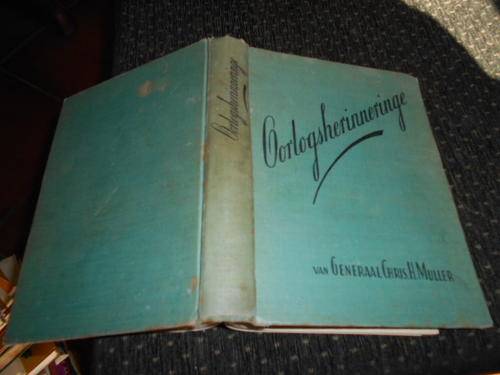 Oorlogsherinneringe
Oorlogsherinneringe
VAN GENERAAL CHRIS. H. MULLER